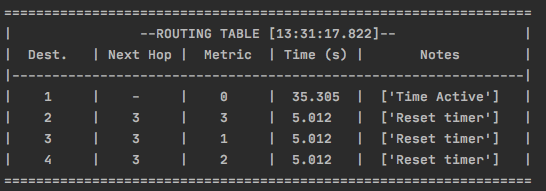 ==================================================================
|                --ROUTING TABLE [13:31:17.822]--                |
|  Dest.   | Next Hop |  Metric  | Time (s) |       Notes        |
|----------------------------------------------------------------|
|    1     |    –     |    0     |  35.305  |  ['Time Active']   |
|    2     |    3     |    3     |  5.012   |  ['Reset timer']   |
|    3     |    3     |    1     |  5.012   |  ['Reset timer']   |
|    4     |    3     |    2     |  5.012   |  ['Reset timer']   |
==================================================================